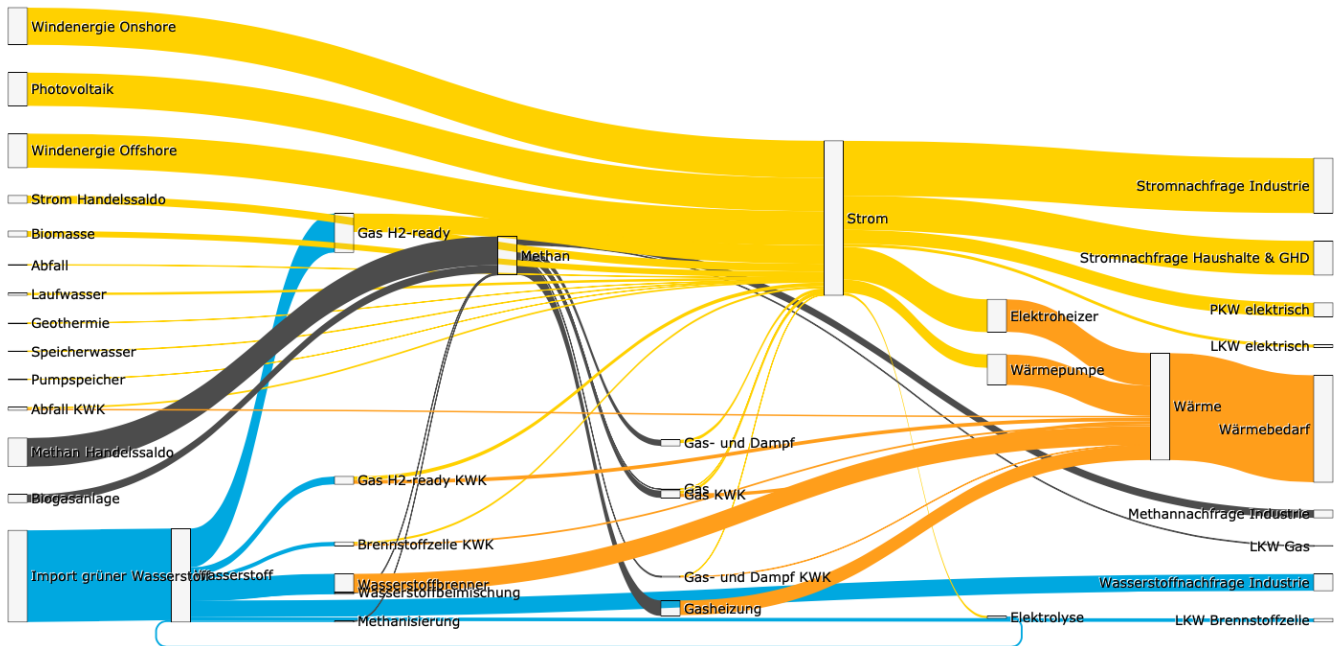 Windenergie Onshore
Photovoltaik
Windenergie Offshore
Strom Handelssaldo
Biomasse
Abfall
Laufwasser
Geothermie
Speicherwasser
Pumpspeicher
Abfall KWK
Methan Handelssaldo
Biogasanlage
Import grüner Wasserstoff
Wasserstoff
Gas H2-ready
Gas H2-ready KWK
Brennstoffzelle KWK
Wasserstoffbrenner
Wasserstoffbeimischung
Methanisierung
Methan
Gas- und Dampf
Gas
Gas KWK
Gas- und Dampf KWK
Gasheizung
Strom
Elektroheizer
Wärmepumpe
Elektrolyse
Wärme
Stromnachfrage Industrie
Stromnachfrage Haushalte & GHD
PKW elektrisch
LKW elektrisch
Wärmebedarf
Methannachfrage Industrie
LKW Gas
Wasserstoffnachfrage Industrie
LKW Brennstoffzelle